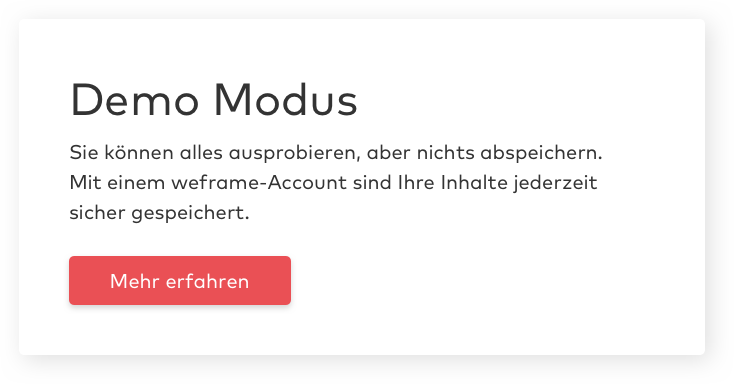 Demo Modus
Sie können alles ausprobieren, aber nichts abspeichern.
Mit einem weframe-Account sind Ihre Inhalte jederzeit
sicher gespeichert.
Mehr erfahren